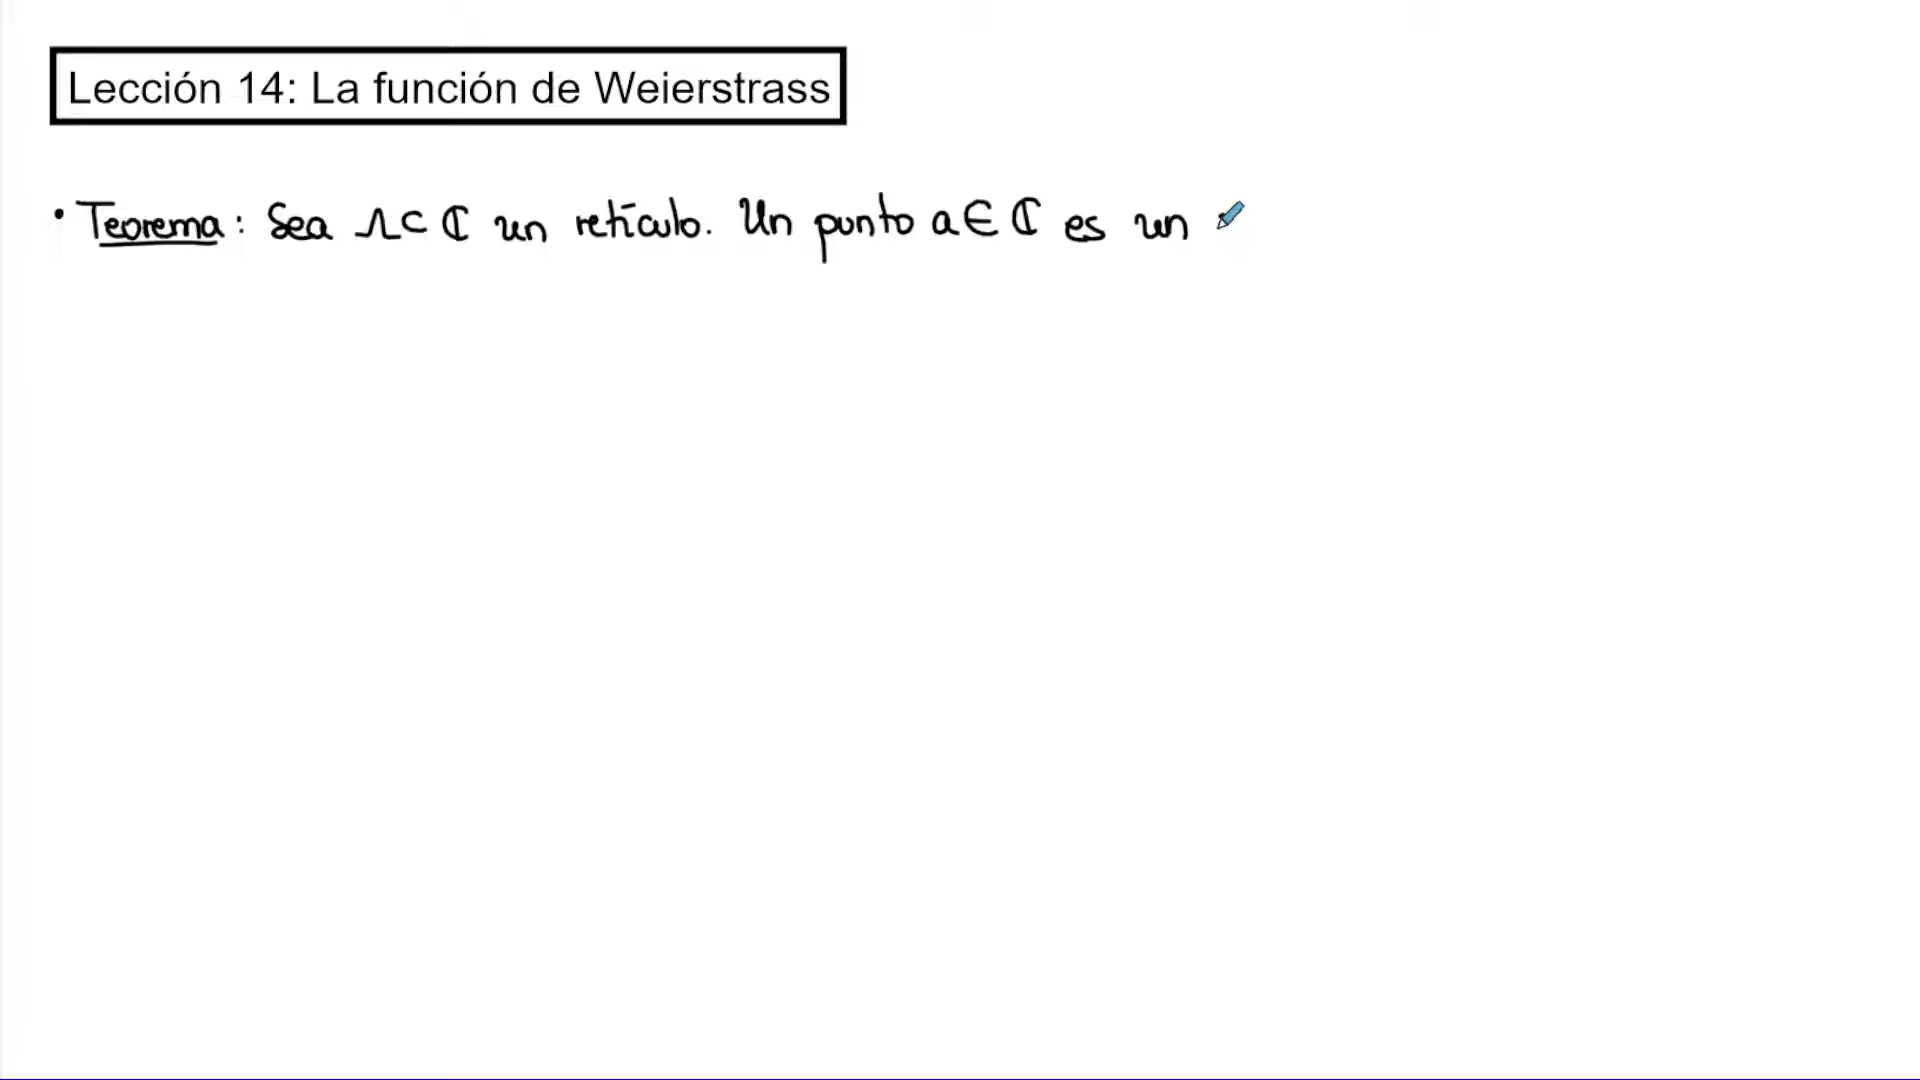 Lección 14: La función de Weierstrass
• Teorema: Sea Λ⊂ ℂ un retículo. Un punto a∈ ℂ es un